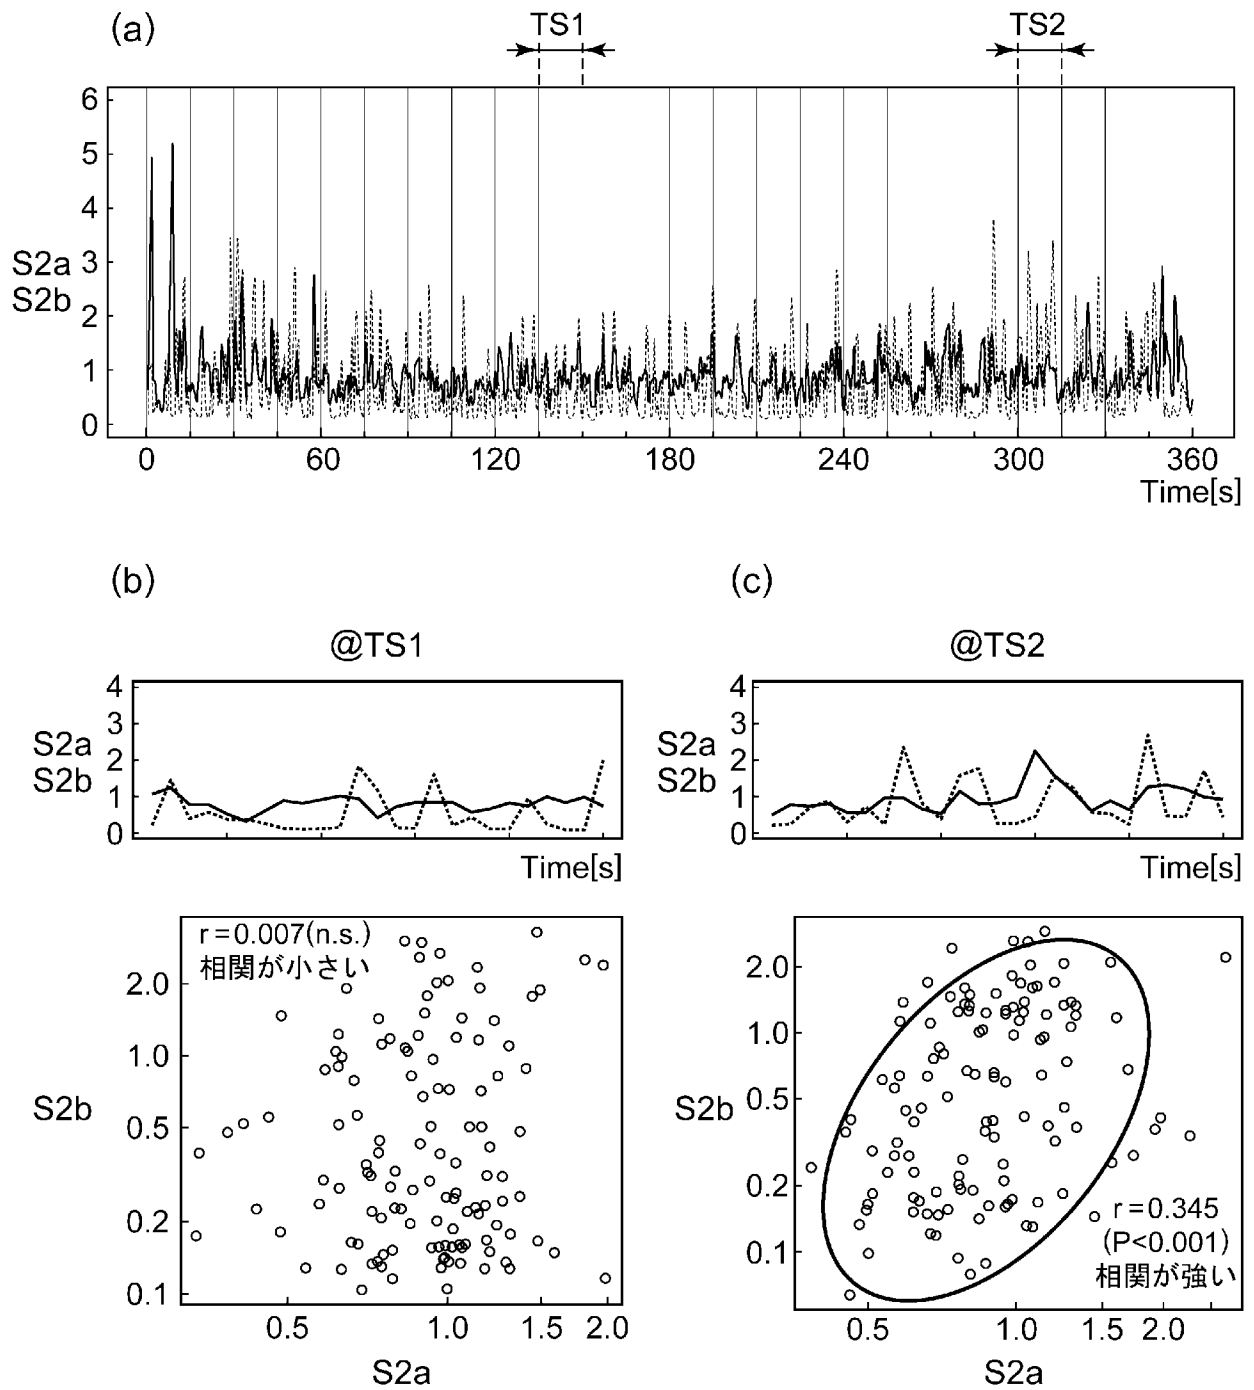 (a)
TS1
TS2
6
5
4
3
2
1
0
S2a
S2b
0
60
120
180
240
300
360
Time[s]
(b)
@TS1
4
3
2
1
0
S2a
S2b
Time[s]
r=0.007(n.s.)
相関が小さい
2.0
1.0
0.5
0.2
0.1
S2b
0.5
1.0
1.5
2.0
S2a
(c)
@TS2
4
3
2
1
0
S2a
S2b
Time[s]
2.0
1.0
0.5
0.2
0.1
S2b
r=0.345
(P<0.001)
相関が強い
0.5
1.0
1.5
2.0
S2a